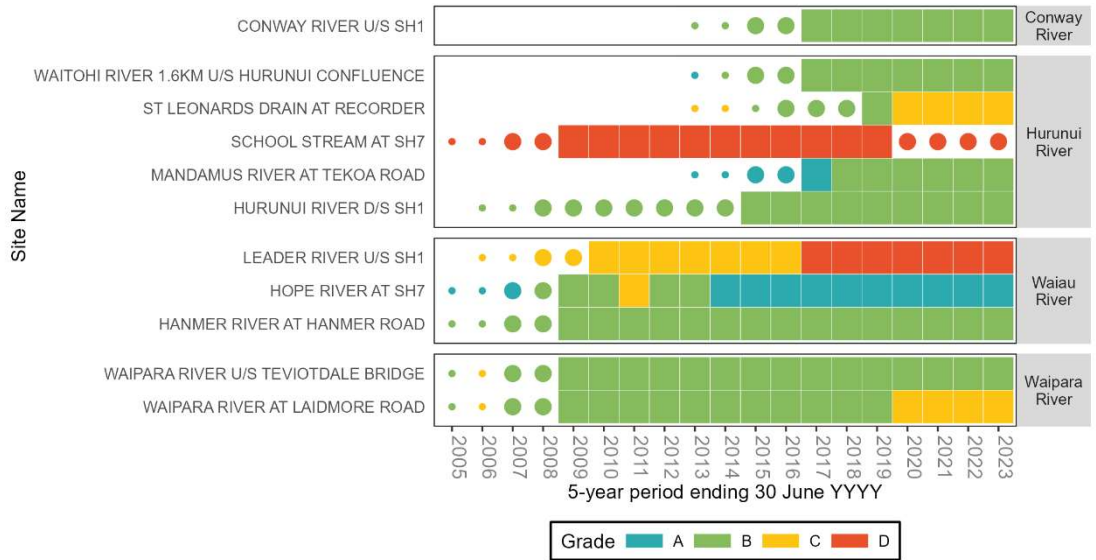 CONWAY RIVER U/S SH1
Conway
River
WAITOHI RIVER 1.6KM U/S HURUNUI CONFLUENCE
ST LEONARDS DRAIN AT RECORDER
SCHOOL STREAM AT SH7
MANDAMUS RIVER AT TEKOA ROAD
HURUNUI RIVER D/S SH1
Hurunui
River
LEADER RIVER U/S SH1
HOPE RIVER AT SH7
HANMER RIVER AT HANMER ROAD
Waiau
River
WAIPARA RIVER U/S TEVIOTDALE BRIDGE
WAIPARA RIVER AT LAIDMORE ROAD
Waipara
River
Site Name
2005 2006 2007 2008 2009 2010 2011 2012 2013 2014 2015 2016 2017 2018 2019 2020 2021 2022 2023
5-year period ending 30 June YYYY
Grade A B C D